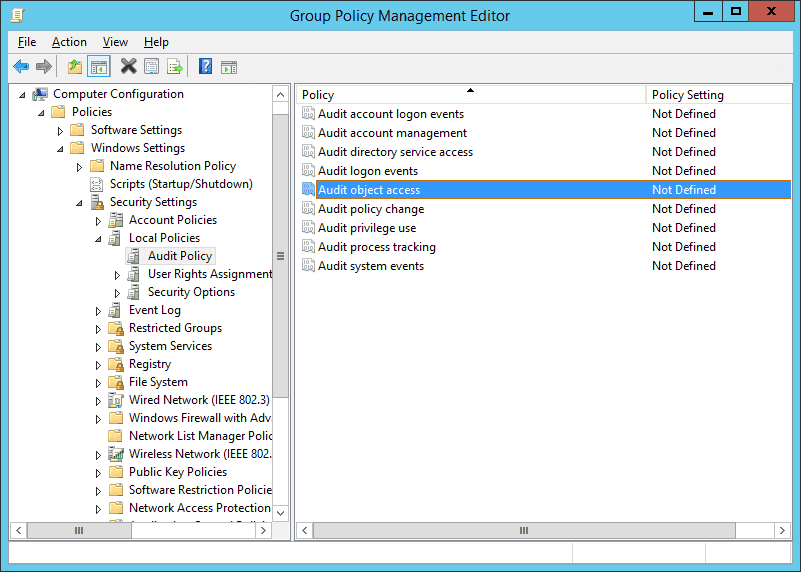 Group Policy Management Editor
File Action View Help
Computer Configuration
Policies
Software Settings
Windows Settings
Name Resolution Policy
Scripts (Startup/Shutdown)
Security Settings
Account Policies
Local Policies
Audit Policy
User Rights Assignment
Security Options
Event Log
Restricted Groups
System Services
Registry
File System
Wired Network (IEEE 802.3)
Windows Firewall with Adva
Network List Manager Polic
Wireless Network (IEEE 802.
Public Key Policies
Software Restriction Policie
Network Access Protection
Policy Policy Setting
Audit account logon events Not Defined
Audit account management Not Defined
Audit directory service access Not Defined
Audit logon events Not Defined
Audit object access Not Defined
Audit policy change Not Defined
Audit privilege use Not Defined
Audit process tracking Not Defined
Audit system events Not Defined